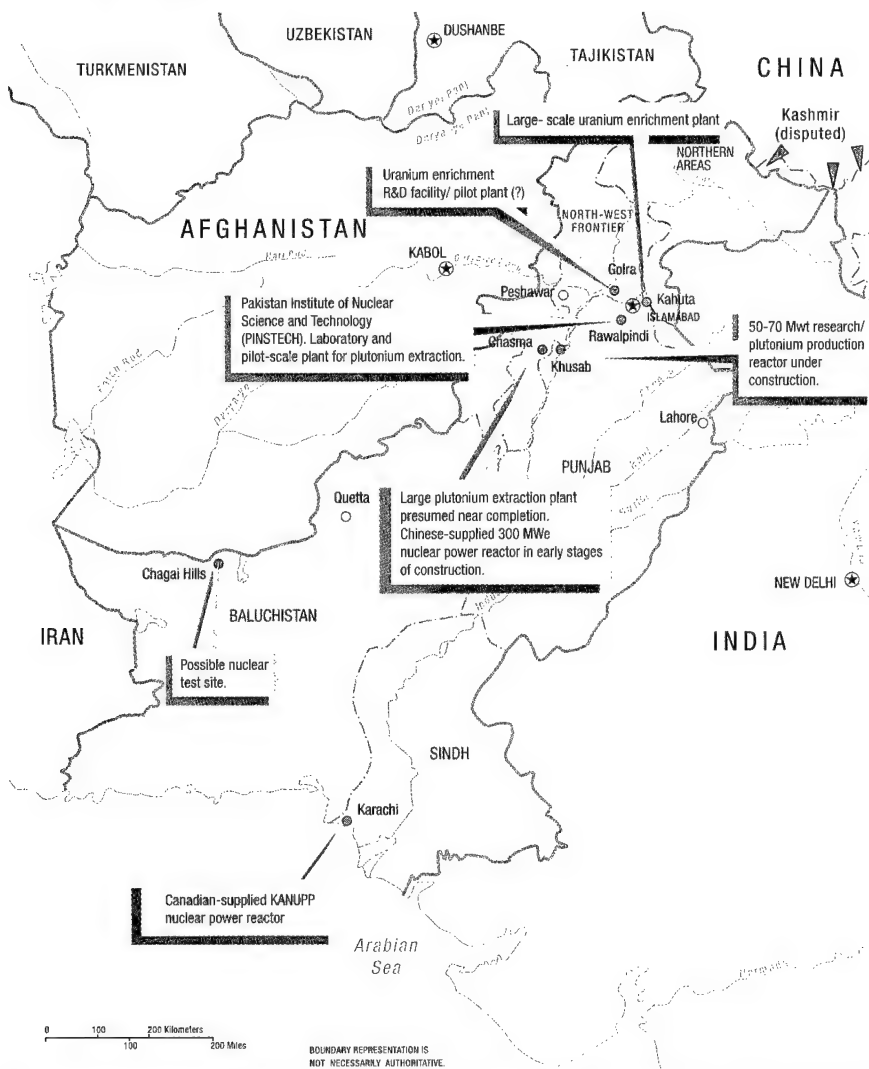 UZBEKISTAN
DUSHANBE
TURKMENISTAN
TAJIKISTAN
CHINA
Large- scale uranium enrichment plant
Kashmir
(disputed)
NORTHERN
AREAS
Uranium enrichment
R&D facility/ pilot plant (?)
NORTH-WEST
FRONTIER
AFGHANISTAN
KABOL
Golra
Peshawar
Kahuta
ISLAMABAD
Rawalpindi
Pakistan Institute of Nuclear
Science and Technology
(PINSTECH). Laboratory and
pilot-scale plant for plutonium extraction.
Chasma
Khusab
50-70 Mwt research/
plutonium production
reactor under
construction.
Lahore
PUNJAB
Quetta
Large plutonium extraction plant
presumed near completion.
Chinese-supplied 300 MWe
nuclear power reactor in early stages
of construction.
Chagai Hills
NEW DELHI
BALUCHISTAN
IRAN
INDIA
Possible nuclear
test site.
SINDH
Karachi
Canadian-supplied KANUPP
nuclear power reactor
Arabian
Sea
0 100 200 Kilometers
100 200 Miles
BOUNDARY REPRESENTATION IS
NOT NECESSARILY AUTHORITATIVE.